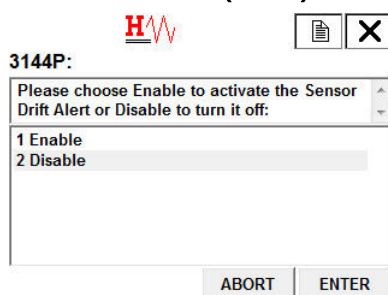 H
3144P:
Please choose Enable to activate the Sensor
Drift Alert or Disable to turn it off:
1 Enable
2 Disable
ABORT ENTER